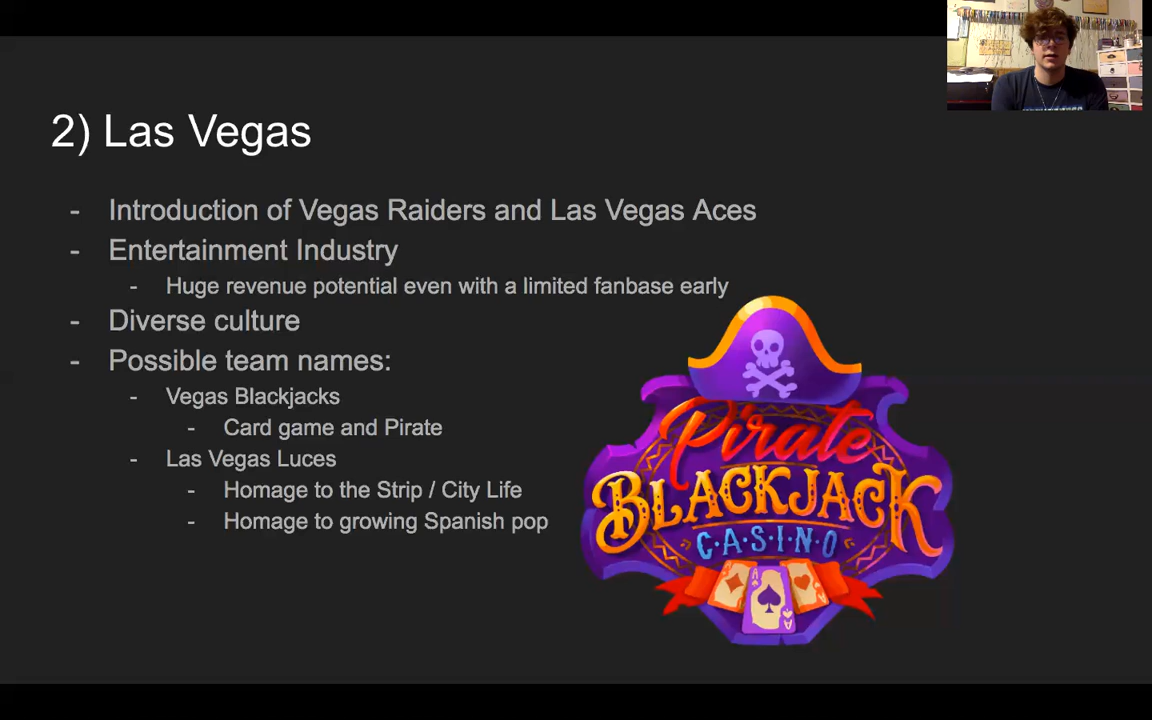 2) Las Vegas
- Introduction of Vegas Raiders and Las Vegas Aces
- Entertainment Industry
- Huge revenue potential even with a limited fanbase early
- Diverse culture
- Possible team names:
- Vegas Blackjacks
- Card game and Pirate
- Las Vegas Luces
- Homage to the Strip / City Life
- Homage to growing Spanish pop
Pirate
BLACKJACK
C·A·S·I·N·O
A
A